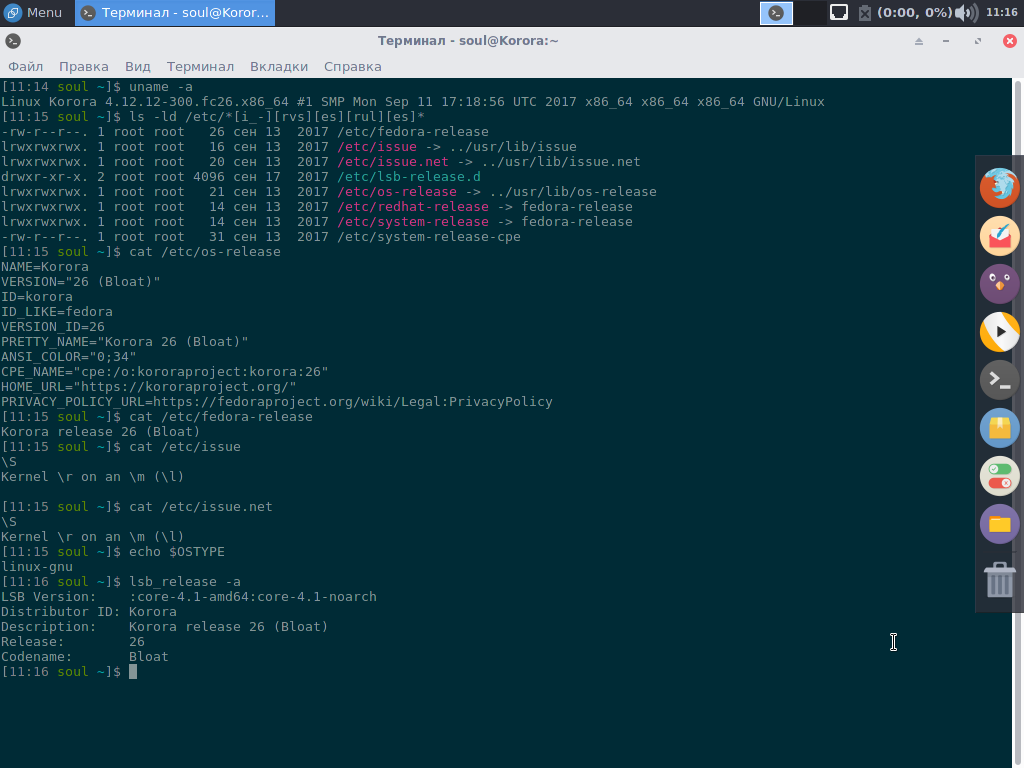 Menu
Терминал - soul@Koror...
(0:00, 0%)
11:16
Терминал - soul@Korora:~
Файл Правка Вид Терминал Вкладки Справка
[11:14 soul ~]$ uname -a
Linux Korora 4.12.12-300.fc26.x86_64 #1 SMP Mon Sep 11 17:18:56 UTC 2017 x86_64 x86_64 x86_64 GNU/Linux
[11:15 soul ~]$ ls -ld /etc/*[i_-][rvs][es][rul][es]*
-rw-r--r--. 1 root root   26 сен 13  2017 /etc/fedora-release
lrwxrwxrwx. 1 root root   16 сен 13  2017 /etc/issue -> ../usr/lib/issue
lrwxrwxrwx. 1 root root   20 сен 13  2017 /etc/issue.net -> ../usr/lib/issue.net
drwxr-xr-x. 2 root root 4096 сен 17  2017 /etc/lsb-release.d
lrwxrwxrwx. 1 root root   21 сен 13  2017 /etc/os-release -> ../usr/lib/os-release
lrwxrwxrwx. 1 root root   14 сен 13  2017 /etc/redhat-release -> fedora-release
lrwxrwxrwx. 1 root root   14 сен 13  2017 /etc/system-release -> fedora-release
-rw-r--r--. 1 root root   31 сен 13  2017 /etc/system-release-cpe
[11:15 soul ~]$ cat /etc/os-release
NAME=Korora
VERSION="26 (Bloat)"
ID=korora
ID_LIKE=fedora
VERSION_ID=26
PRETTY_NAME="Korora 26 (Bloat)"
ANSI_COLOR="0;34"
CPE_NAME="cpe:/o:kororaproject:korora:26"
HOME_URL="https://kororaproject.org/"
PRIVACY_POLICY_URL=https://fedoraproject.org/wiki/Legal:PrivacyPolicy
[11:15 soul ~]$ cat /etc/fedora-release
Korora release 26 (Bloat)
[11:15 soul ~]$ cat /etc/issue
\S
Kernel \r on an \m (\l)
[11:15 soul ~]$ cat /etc/issue.net
\S
Kernel \r on an \m (\l)
[11:15 soul ~]$ echo $OSTYPE
linux-gnu
[11:16 soul ~]$ lsb_release -a
LSB Version:    :core-4.1-amd64:core-4.1-noarch
Distributor ID: Korora
Description:    Korora release 26 (Bloat)
Release:        26
Codename:       Bloat
[11:16 soul ~]$